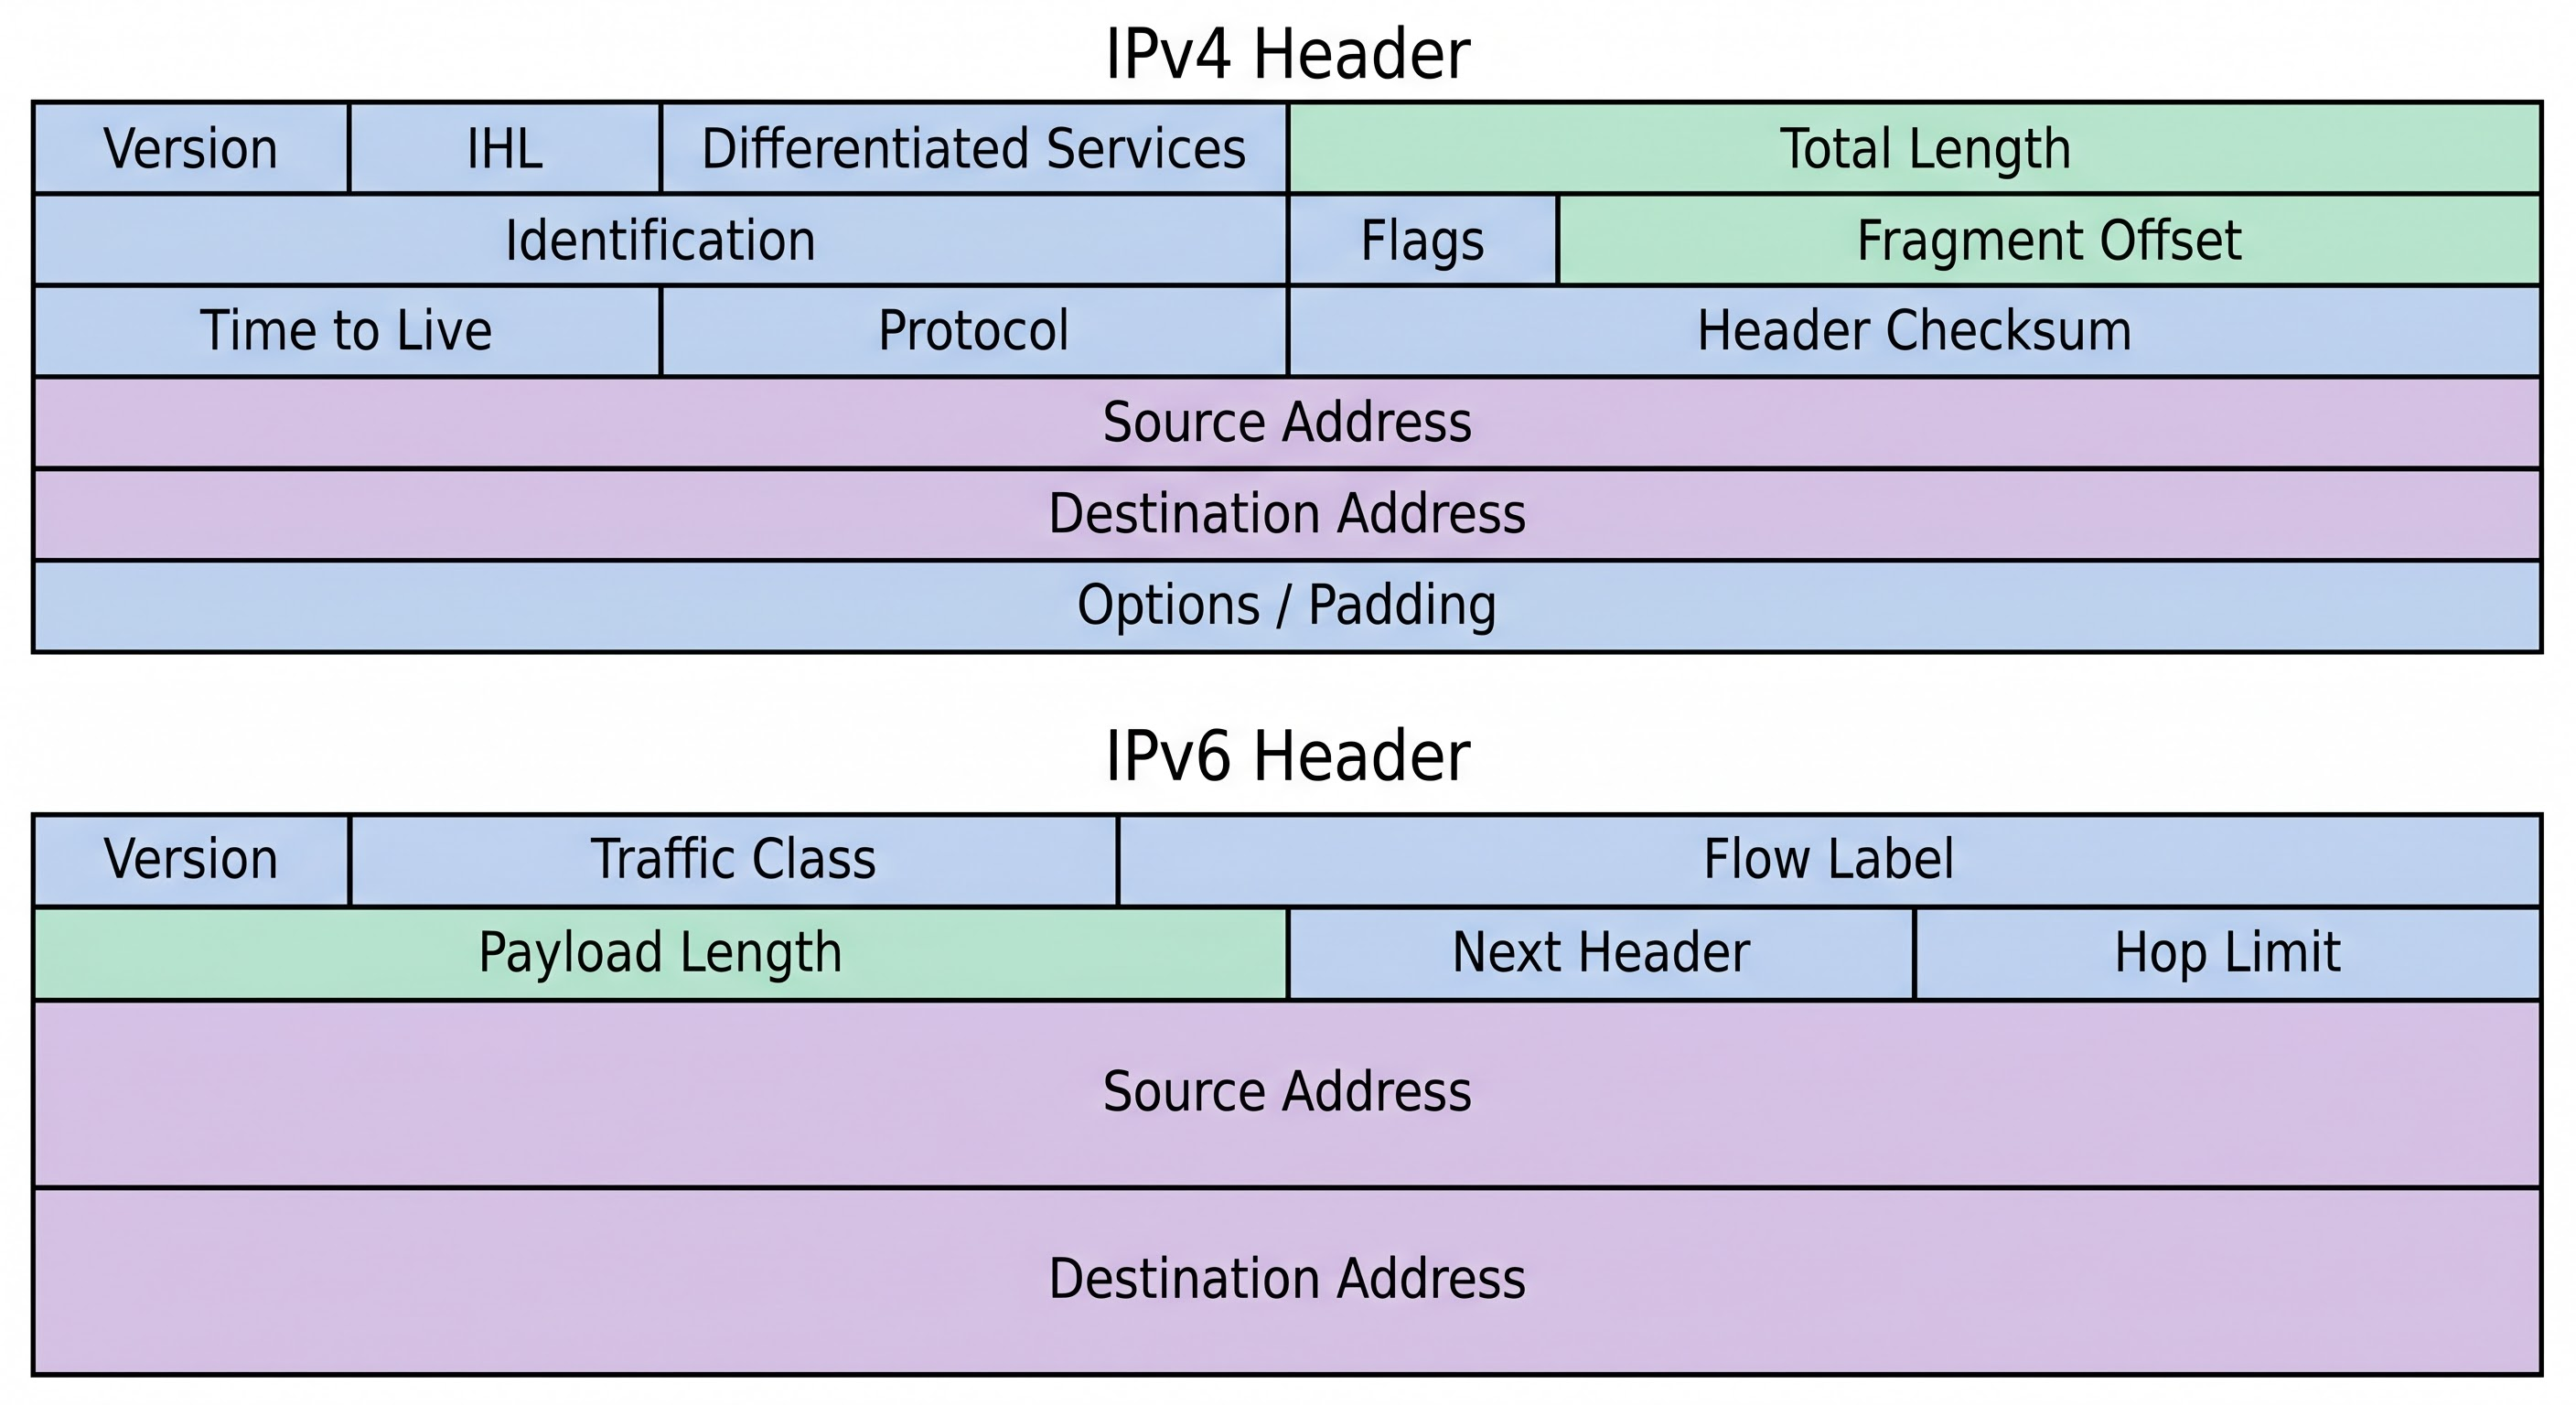 IPv4 Header
Version IHL Differentiated Services Total Length
Identification Flags Fragment Offset
Time to Live Protocol Header Checksum
Source Address
Destination Address
Options / Padding
IPv6 Header
Version Traffic Class Flow Label
Payload Length Next Header Hop Limit
Source Address
Destination Address